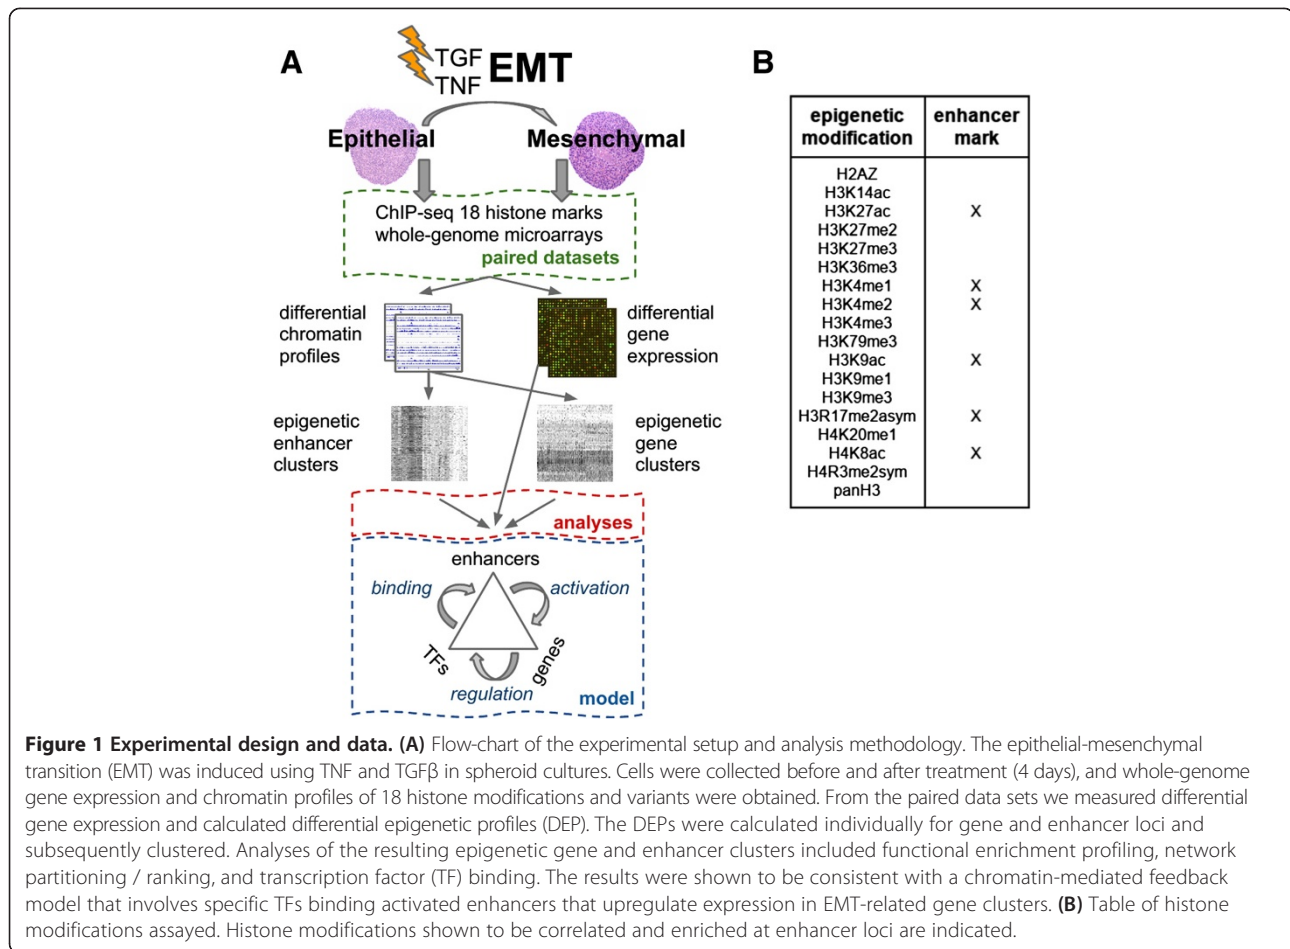 A
TGF
TNF
EMT
Epithelial
Mesenchymal
ChIP-seq 18 histone marks
whole-genome microarrays
paired datasets
differential
chromatin
profiles
differential
gene
expression
epigenetic
enhancer
clusters
epigenetic
gene
clusters
analyses
enhancers
binding
activation
TFs
genes
regulation
model
B
epigenetic modification enhancer mark
H2AZ
H3K14ac
H3K27ac X
H3K27me2
H3K27me3
H3K36me3
H3K4me1 X
H3K4me2 X
H3K4me3
H3K79me3
H3K9ac X
H3K9me1
H3K9me3
H3R17me2asym X
H4K20me1
H4K8ac X
H4R3me2sym
panH3
Figure 1 Experimental design and data. (A) Flow-chart of the experimental setup and analysis methodology. The epithelial-mesenchymal
transition (EMT) was induced using TNF and TGFβ in spheroid cultures. Cells were collected before and after treatment (4 days), and whole-genome
gene expression and chromatin profiles of 18 histone modifications and variants were obtained. From the paired data sets we measured differential
gene expression and calculated differential epigenetic profiles (DEP). The DEPs were calculated individually for gene and enhancer loci and
subsequently clustered. Analyses of the resulting epigenetic gene and enhancer clusters included functional enrichment profiling, network
partitioning / ranking, and transcription factor (TF) binding. The results were shown to be consistent with a chromatin-mediated feedback
model that involves specific TFs binding activated enhancers that upregulate expression in EMT-related gene clusters. (B) Table of histone
modifications assayed. Histone modifications shown to be correlated and enriched at enhancer loci are indicated.